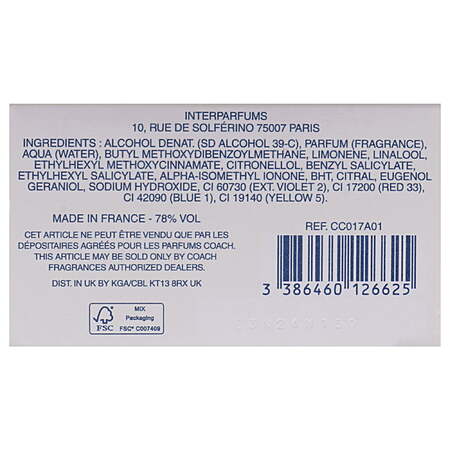 INTERPARFUMS
10, RUE DE SOLFÉRINO 75007 PARIS
INGREDIENTS : ALCOHOL DENAT. (SD ALCOHOL 39-C), PARFUM (FRAGRANCE),
AQUA (WATER), BUTYL METHOXYDIBENZOYLMETHANE, LIMONENE, LINALOOL,
ETHYLHEXYL METHOXYCINNAMATE, CITRONELLOL, BENZYL SALICYLATE,
ETHYLHEXYL SALICYLATE, ALPHA-ISOMETHYL IONONE, BHT, CITRAL, EUGENOL
GERANIOL, SODIUM HYDROXIDE, CI 60730 (EXT. VIOLET 2), CI 17200 (RED 33),
CI 42090 (BLUE 1), CI 19140 (YELLOW 5).
MADE IN FRANCE - 78% VOL
CET ARTICLE NE PEUT ÊTRE VENDU QUE PAR LES
DÉPOSITAIRES AGRÉÉS POUR LES PARFUMS COACH.
THIS ARTICLE MAY BE SOLD ONLY BY COACH
FRAGRANCES AUTHORIZED DEALERS.
DIST. IN UK BY KGA/CBL KT13 8RX UK
REF. CC017A01
3 386460 126625
FSC
MIX
Packaging
FSC® C007409